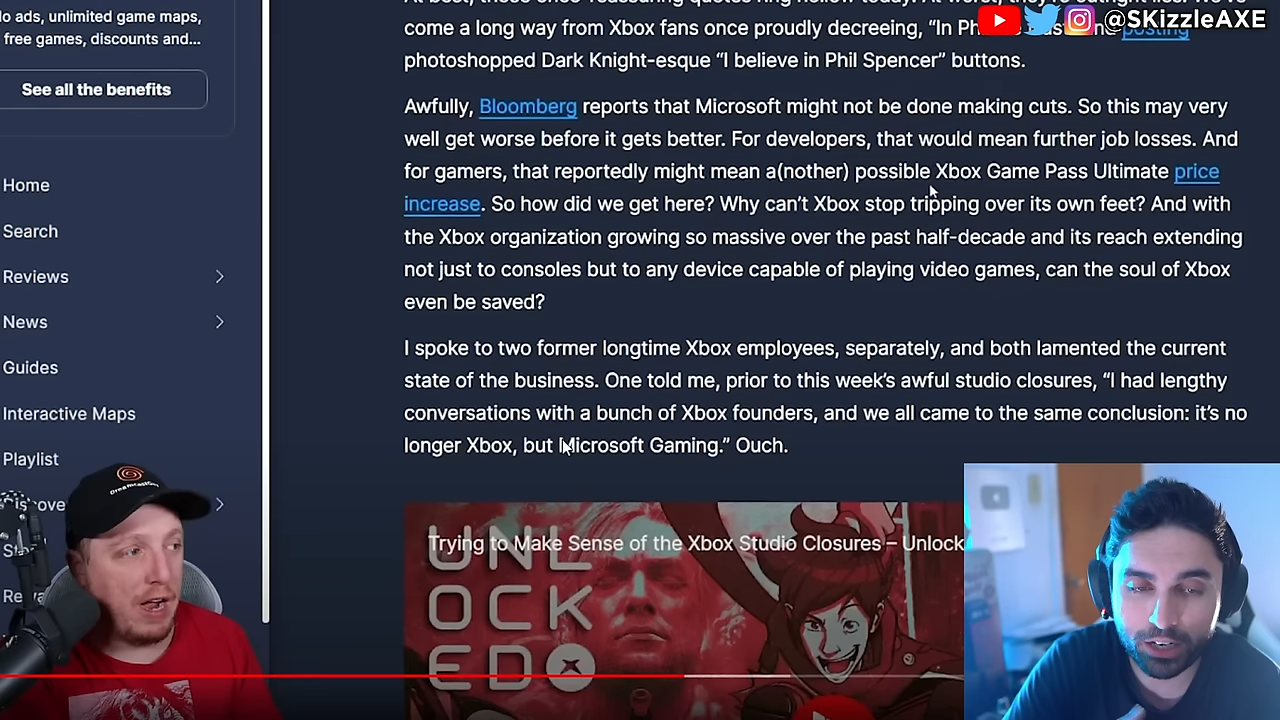 lo ads, unlimited game maps,
free games, discounts and...
See all the benefits
Home
Search
Reviews
News
Guides
Interactive Maps
Playlist
@SKizzleAXE
come a long way from Xbox fans once proudly decreeing, “In posting
photoshopped Dark Knight-esque “I believe in Phil Spencer” buttons.
Awfully, Bloomberg reports that Microsoft might not be done making cuts. So this may very
well get worse before it gets better. For developers, that would mean further job losses. And
for gamers, that reportedly might mean a(nother) possible Xbox Game Pass Ultimate price
increase. So how did we get here? Why can’t Xbox stop tripping over its own feet? And with
the Xbox organization growing so massive over the past half-decade and its reach extending
not just to consoles but to any device capable of playing video games, can the soul of Xbox
even be saved?
I spoke to two former longtime Xbox employees, separately, and both lamented the current
state of the business. One told me, prior to this week’s awful studio closures, “I had lengthy
conversations with a bunch of Xbox founders, and we all came to the same conclusion: it’s no
longer Xbox, but Microsoft Gaming.” Ouch.
Trying to Make Sense of the Xbox Studio Closures – Unlock
UNL
OCK
ED